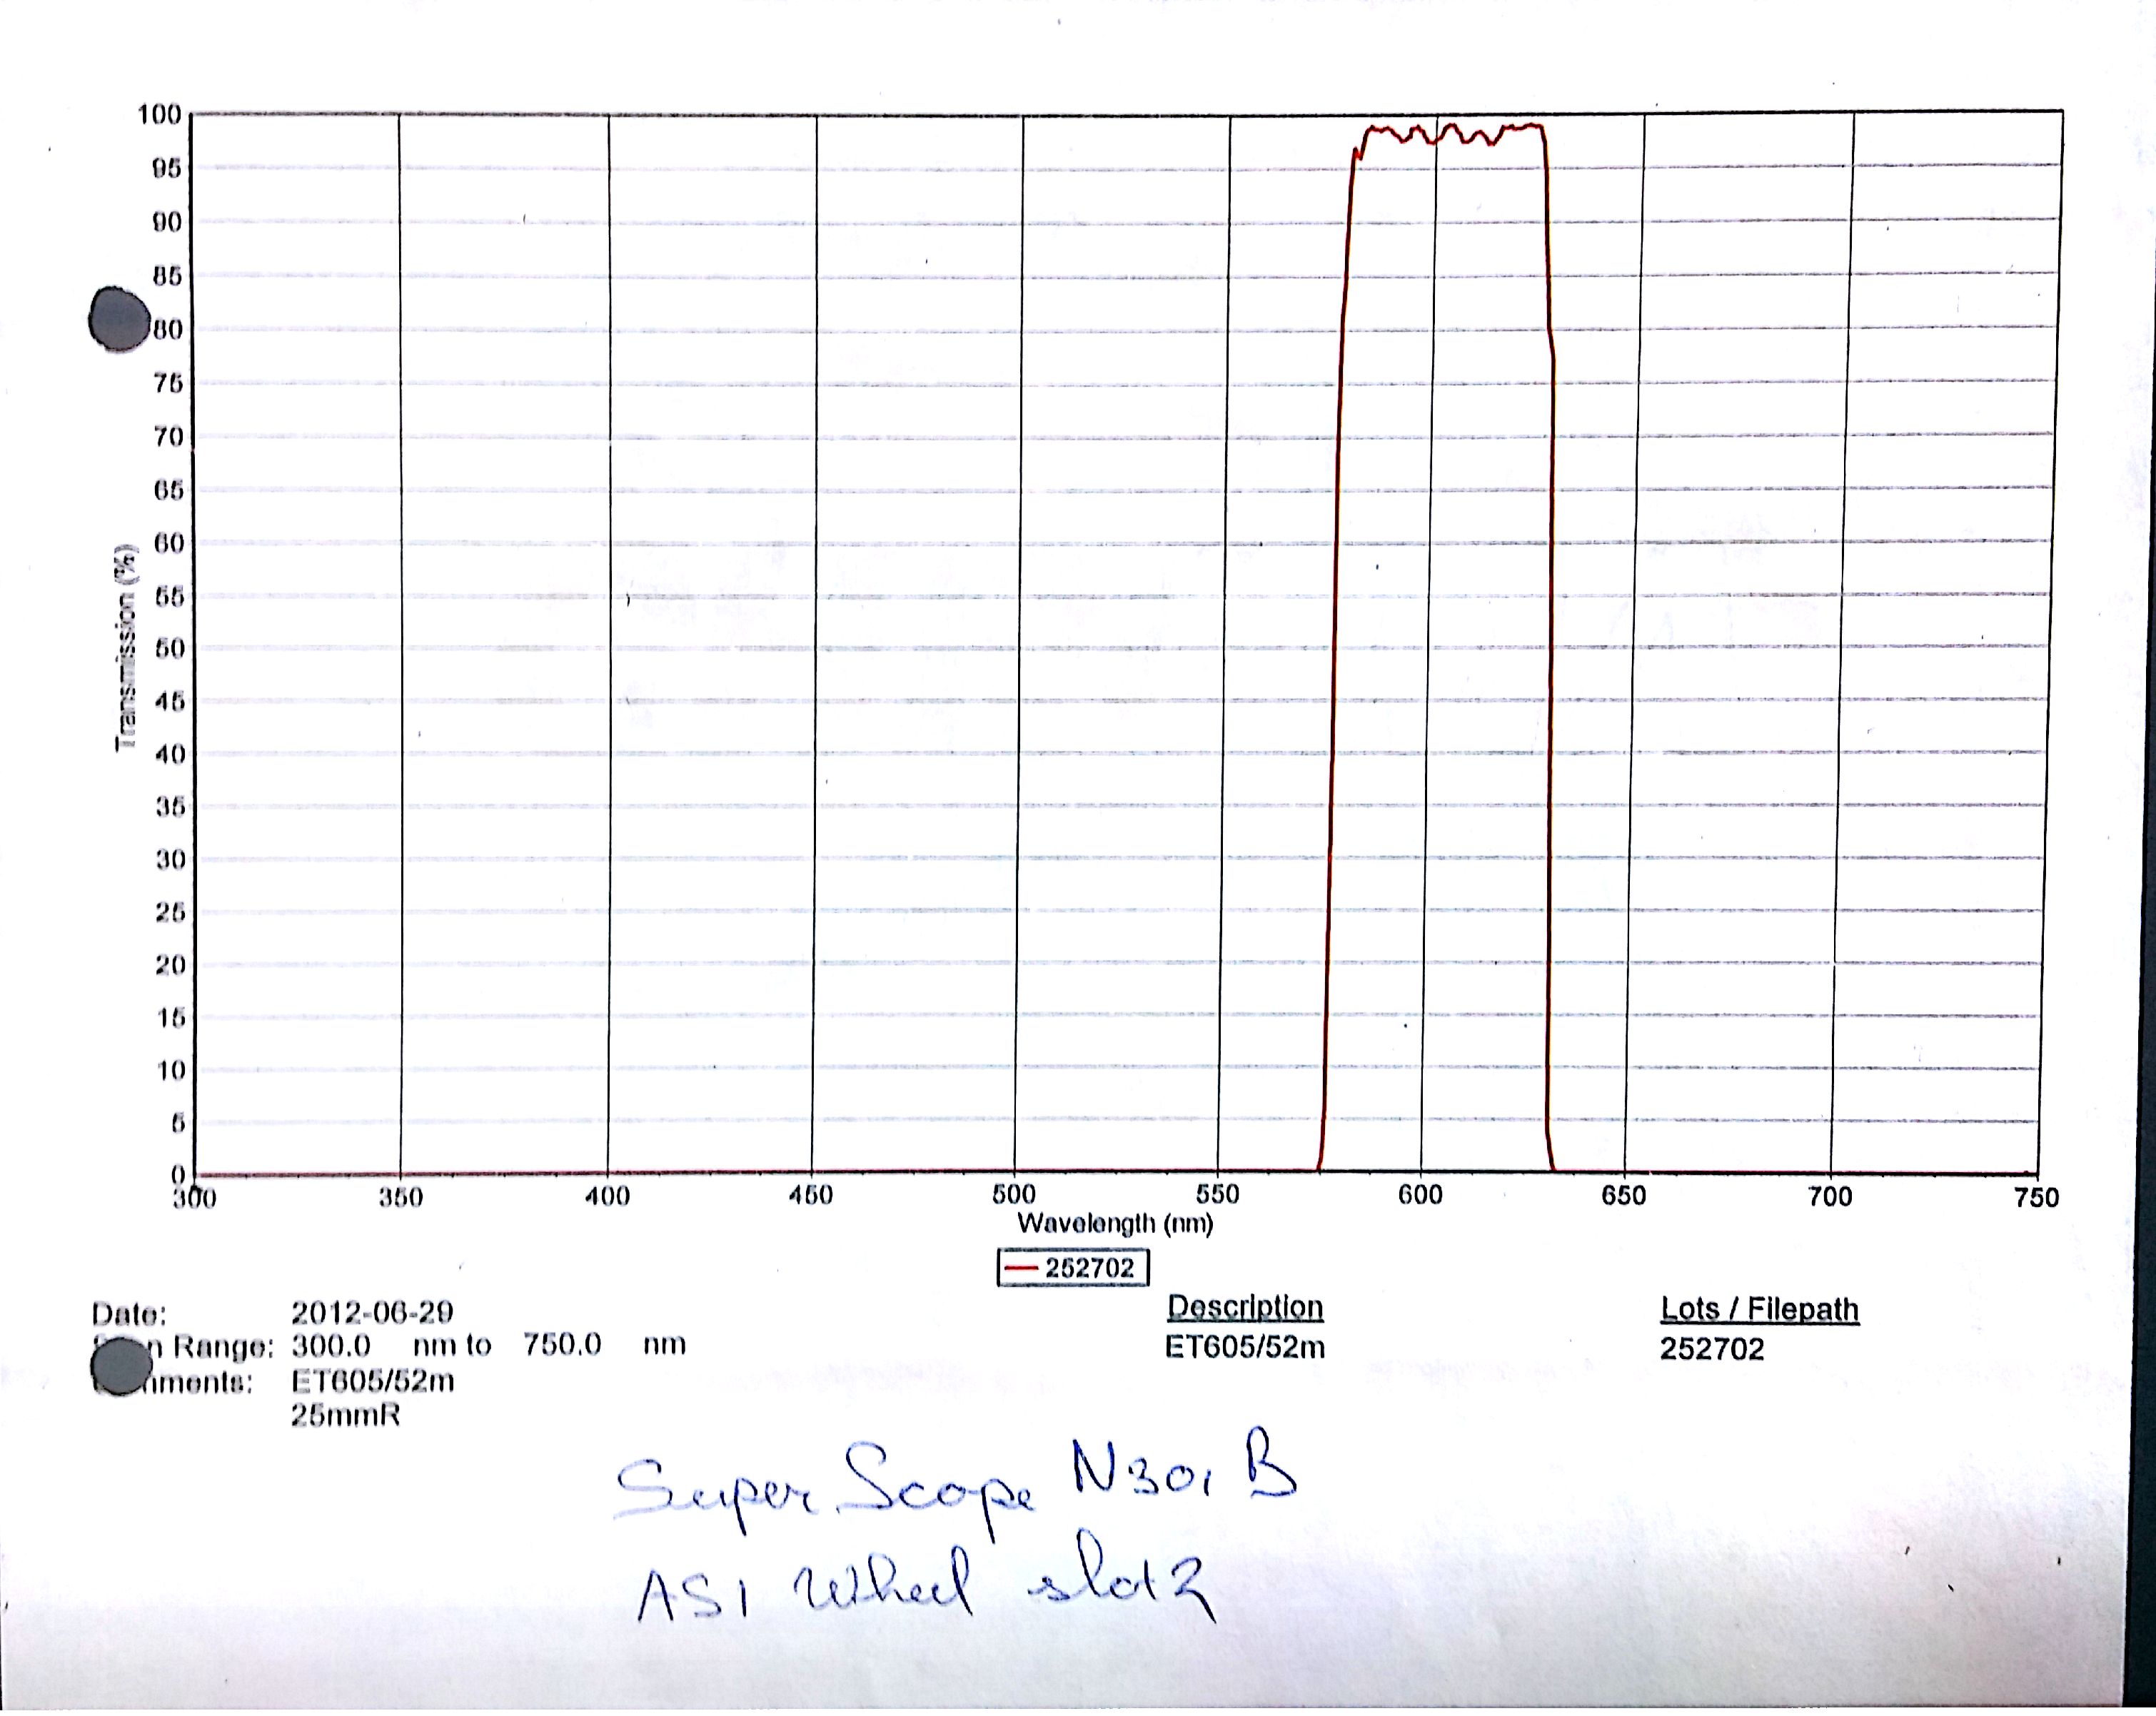 100
95
90
85
80
75
70
65
60
55
50
45
40
35
30
25
20
15
10
5
0
Transmission (%)
300 350 400 450 500 550 600 650 700 750
Wavelength (nm)
252702
Date: 2012-06-29
n Range: 300.0 nm to 750.0 nm
mments: ET605/52m
25mmR
Description
ET605/52m
Lots / Filepath
252702
Super Scope N301 B
ASI Wheel slot 2